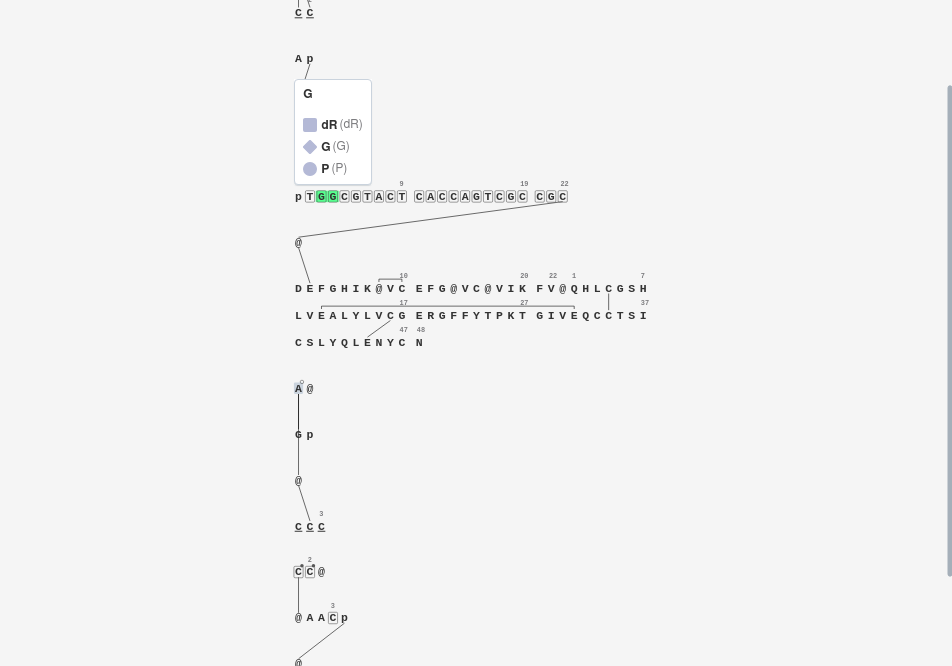 C C
A p
G
dR (dR)
G (G)
P (P)
9 19 22
p T G G C G T A C T C A C C A G T C G C C G C
@
10 20 22 1 7
D E F G H I K @ V C E F G @ V C @ V I K F V @ Q H L C G S H
17 27 37
L V E A L Y L V C G E R G F F Y T P K T G I V E Q C C T S I
47 48
C S L Y Q L E N Y C N
A @
G p
@
3
C C C
2
C C @
3
@ A A C p
@